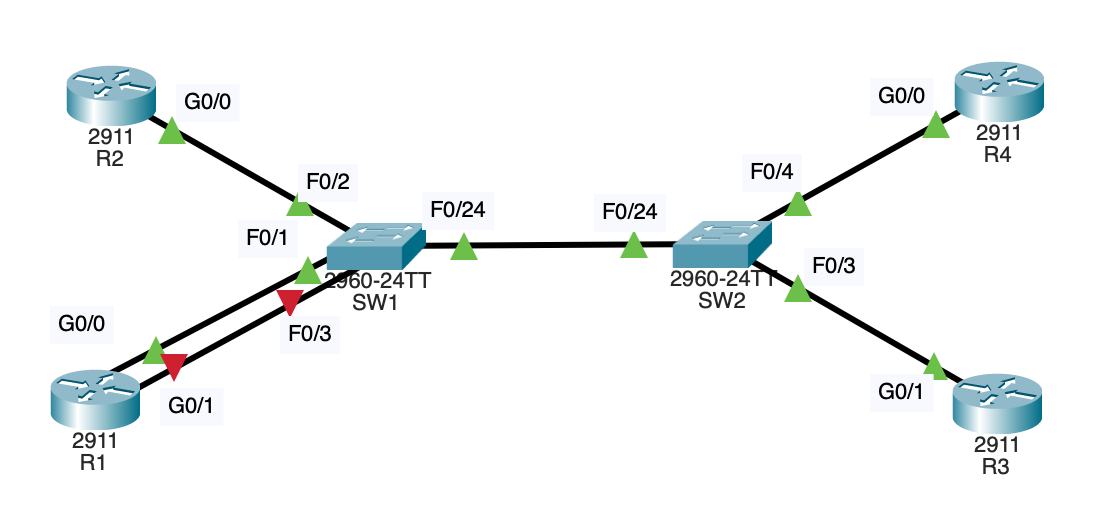 G0/0
2911
R2
F0/2
F0/1
F0/24
2960-24TT
SW1
F0/3
G0/0
G0/1
2911
R1
F0/24
2960-24TT
SW2
F0/4
F0/3
G0/0
2911
R4
G0/1
2911
R3